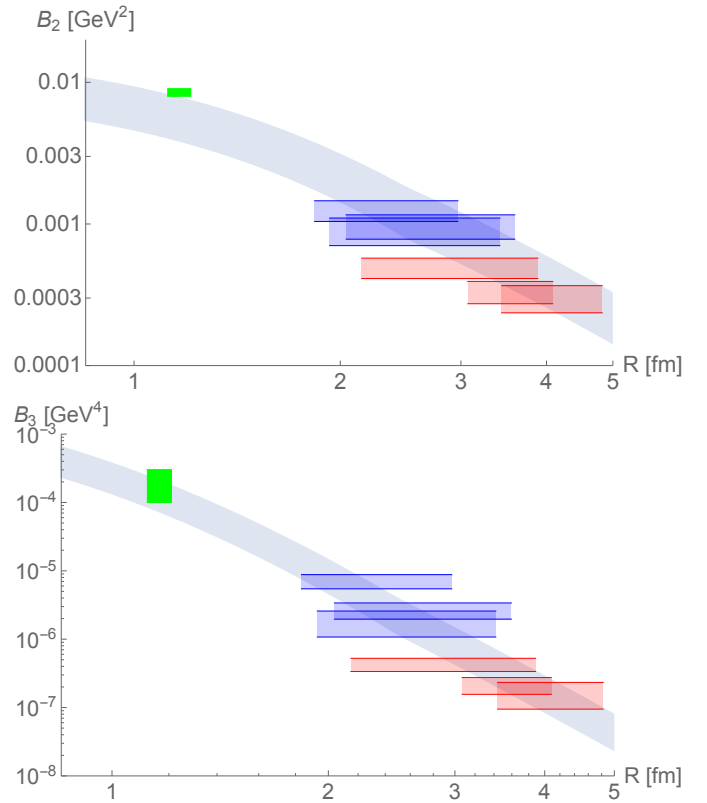 B₂ [GeV²]
0.01
0.003
0.001
0.0003
0.0001
1 2 3 4 5
R [fm]
B₃ [GeV⁴]
10⁻³
10⁻⁴
10⁻⁵
10⁻⁶
10⁻⁷
10⁻⁸
1 2 3 4 5
R [fm]